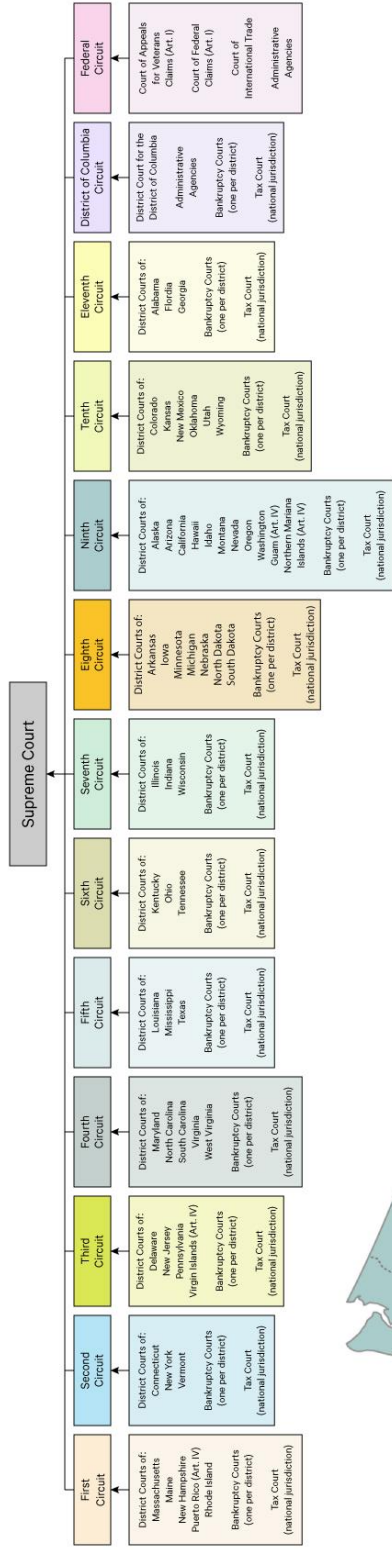 Supreme Court
First
Circuit
District Courts of:
Massachusetts
Maine
New Hampshire
Puerto Rico (Art. IV)
Rhode Island
Bankruptcy Courts
(one per district)
Tax Court
(national jurisdiction)
Second
Circuit
District Courts of:
Connecticut
New York
Vermont
Bankruptcy Courts
(one per district)
Tax Court
(national jurisdiction)
Third
Circuit
District Courts of:
Delaware
New Jersey
Pennsylvania
Virgin Islands (Art. IV)
Bankruptcy Courts
(one per district)
Tax Court
(national jurisdiction)
Fourth
Circuit
District Courts of:
Maryland
North Carolina
South Carolina
Virginia
West Virginia
Bankruptcy Courts
(one per district)
Tax Court
(national jurisdiction)
Fifth
Circuit
District Courts of:
Louisiana
Mississippi
Texas
Bankruptcy Courts
(one per district)
Tax Court
(national jurisdiction)
Sixth
Circuit
District Courts of:
Kentucky
Ohio
Tennessee
Bankruptcy Courts
(one per district)
Tax Court
(national jurisdiction)
Seventh
Circuit
District Courts of:
Illinois
Indiana
Wisconsin
Bankruptcy Courts
(one per district)
Tax Court
(national jurisdiction)
Eighth
Circuit
District Courts of:
Arkansas
Iowa
Minnesota
Michigan
Nebraska
North Dakota
South Dakota
Bankruptcy Courts
(one per district)
Tax Court
(national jurisdiction)
Ninth
Circuit
District Courts of:
Alaska
Arizona
California
Hawaii
Idaho
Montana
Nevada
Oregon
Washington
Guam (Art. IV)
Northern Mariana
Islands (Art. IV)
Bankruptcy Courts
(one per district)
Tax Court
(national jurisdiction)
Tenth
Circuit
District Courts of:
Colorado
Kansas
New Mexico
Oklahoma
Utah
Wyoming
Bankruptcy Courts
(one per district)
Tax Court
(national jurisdiction)
Eleventh
Circuit
District Courts of:
Alabama
Flordia
Georgia
Bankruptcy Courts
(one per district)
Tax Court
(national jurisdiction)
District of Columbia
Circuit
District Court for the
District of Columbia
Administrative
Agencies
Bankruptcy Courts
(one per district)
Tax Court
(national jurisdiction)
Federal
Circuit
Court of Appeals
for Veterans
Claims (Art. I)
Court of Federal
Claims (Art. I)
Court of
International Trade
Administrative
Agencies